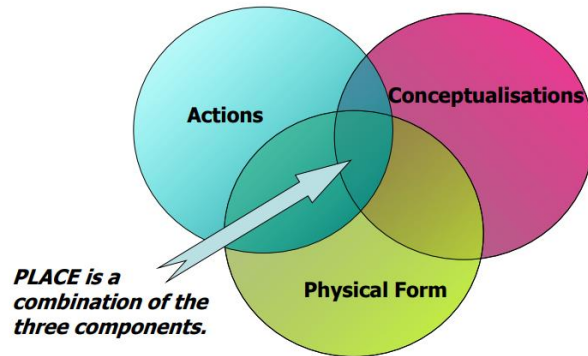 Actions
Conceptualisations
Physical Form
PLACE is a
combination of the
three components.